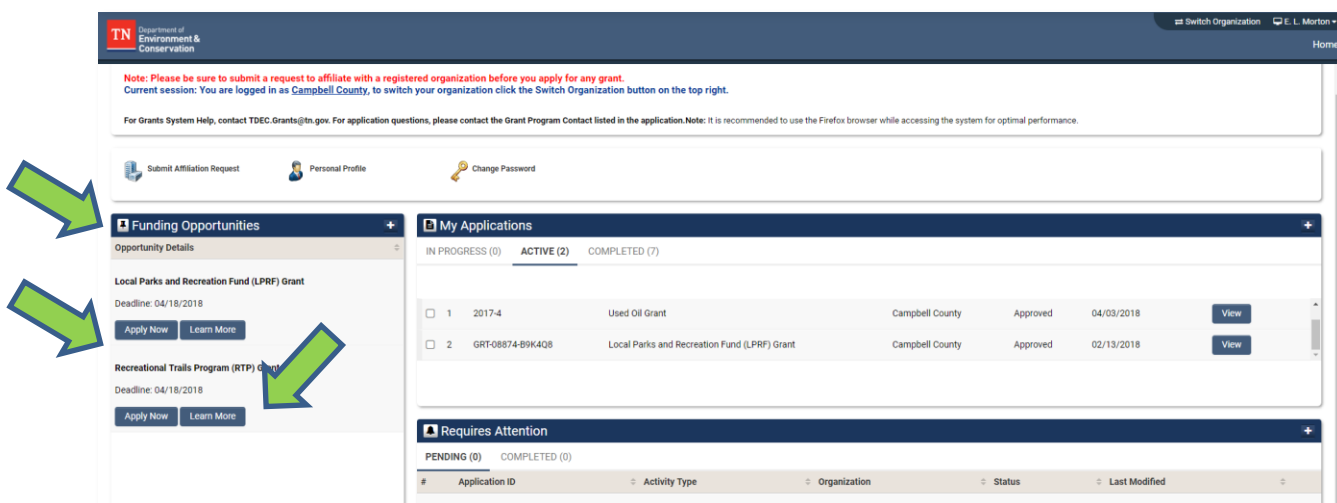 Switch Organization E. L. Morton
TN Department of
Environment &
Conservation
Home
Note: Please be sure to submit a request to affiliate with a registered organization before you apply for any grant.
Current session: You are logged in as Campbell County, to switch your organization click the Switch Organization button on the top right.
For Grants System Help, contact TDEC.Grants@tn.gov. For application questions, please contact the Grant Program Contact listed in the application.Note: It is recommended to use the Firefox browser while accessing the system for optimal performance.
Submit Affiliation Request Personal Profile Change Password
Funding Opportunities +
Opportunity Details
Local Parks and Recreation Fund (LPRF) Grant
Deadline: 04/18/2018
Apply Now Learn More
Recreational Trails Program (RTP)
Deadline: 04/18/2018
Apply Now Learn More
My Applications +
IN PROGRESS (0) ACTIVE (2) COMPLETED (7)
1 2017-4 Used Oil Grant Campbell County Approved 04/03/2018 View
2 GRT-08874-B9K4Q8 Local Parks and Recreation Fund (LPRF) Grant Campbell County Approved 02/13/2018 View
Requires Attention +
PENDING (0) COMPLETED (0)
# Application ID Activity Type Organization Status Last Modified